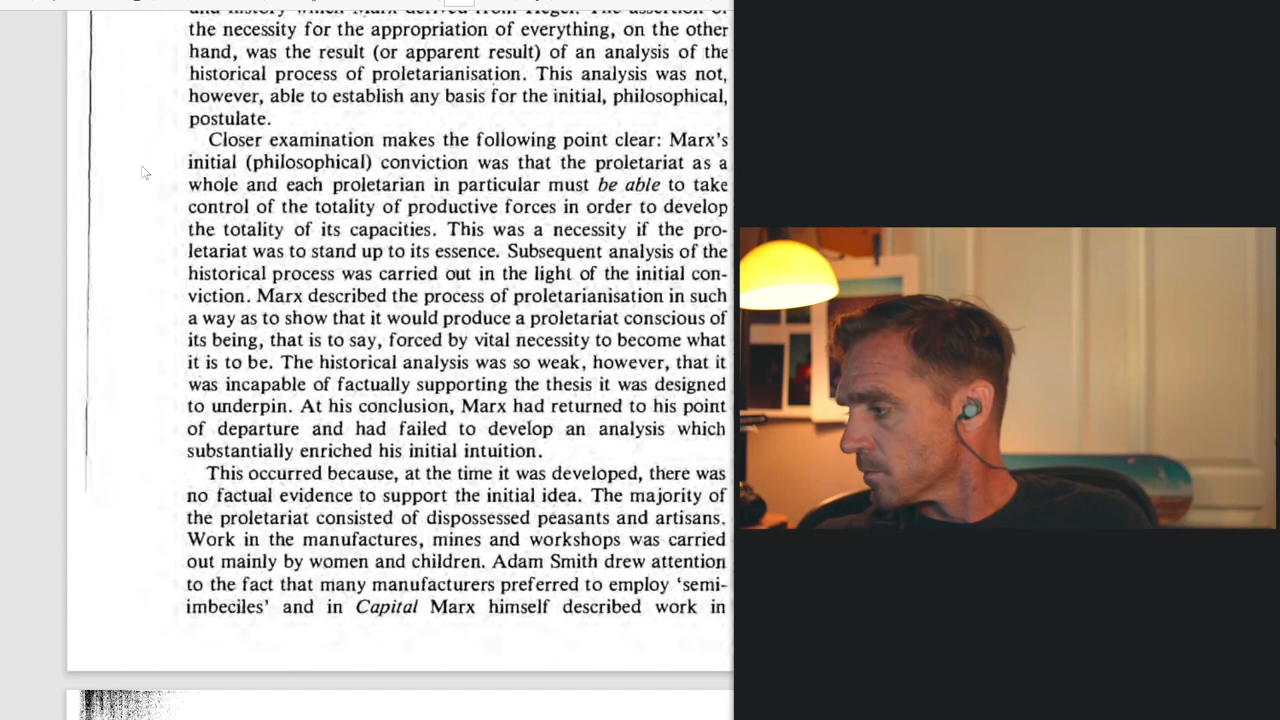 and history which Marx derived from Hegel. The assertion of
the necessity for the appropriation of everything, on the other
hand, was the result (or apparent result) of an analysis of the
historical process of proletarianisation. This analysis was not,
however, able to establish any basis for the initial, philosophical,
postulate.
Closer examination makes the following point clear: Marx's
initial (philosophical) conviction was that the proletariat as a
whole and each proletarian in particular must be able to take
control of the totality of productive forces in order to develop
the totality of its capacities. This was a necessity if the pro-
letariat was to stand up to its essence. Subsequent analysis of the
historical process was carried out in the light of the initial con-
viction. Marx described the process of proletarianisation in such
a way as to show that it would produce a proletariat conscious of
its being, that is to say, forced by vital necessity to become what
it is to be. The historical analysis was so weak, however, that it
was incapable of factually supporting the thesis it was designed
to underpin. At his conclusion, Marx had returned to his point
of departure and had failed to develop an analysis which
substantially enriched his initial intuition.
This occurred because, at the time it was developed, there was
no factual evidence to support the initial idea. The majority of
the proletariat consisted of dispossessed peasants and artisans.
Work in the manufactures, mines and workshops was carried
out mainly by women and children. Adam Smith drew attention
to the fact that many manufacturers preferred to employ 'semi-
imbeciles' and in Capital Marx himself described work in